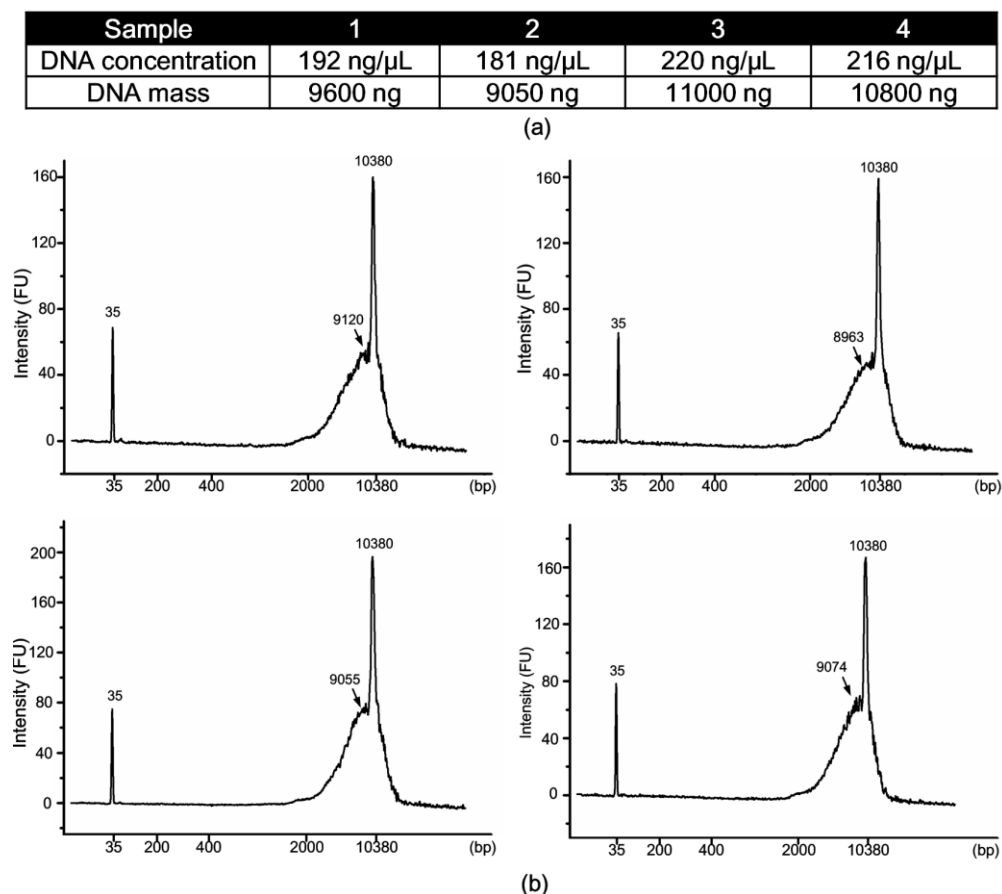 Sample 1 2 3 4
DNA concentration 192 ng/µL 181 ng/µL 220 ng/µL 216 ng/µL
DNA mass 9600 ng 9050 ng 11000 ng 10800 ng
(a)
10380
160
120
80
40
0
Intensity (FU)
35
9120
35 200 400 2000 10380 (bp)
10380
160
120
80
40
0
Intensity (FU)
35
8963
35 200 400 2000 10380 (bp)
10380
200
160
120
80
40
0
Intensity (FU)
35
9055
35 200 400 2000 10380 (bp)
10380
160
120
80
40
0
Intensity (FU)
35
9074
35 200 400 2000 10380 (bp)
(b)